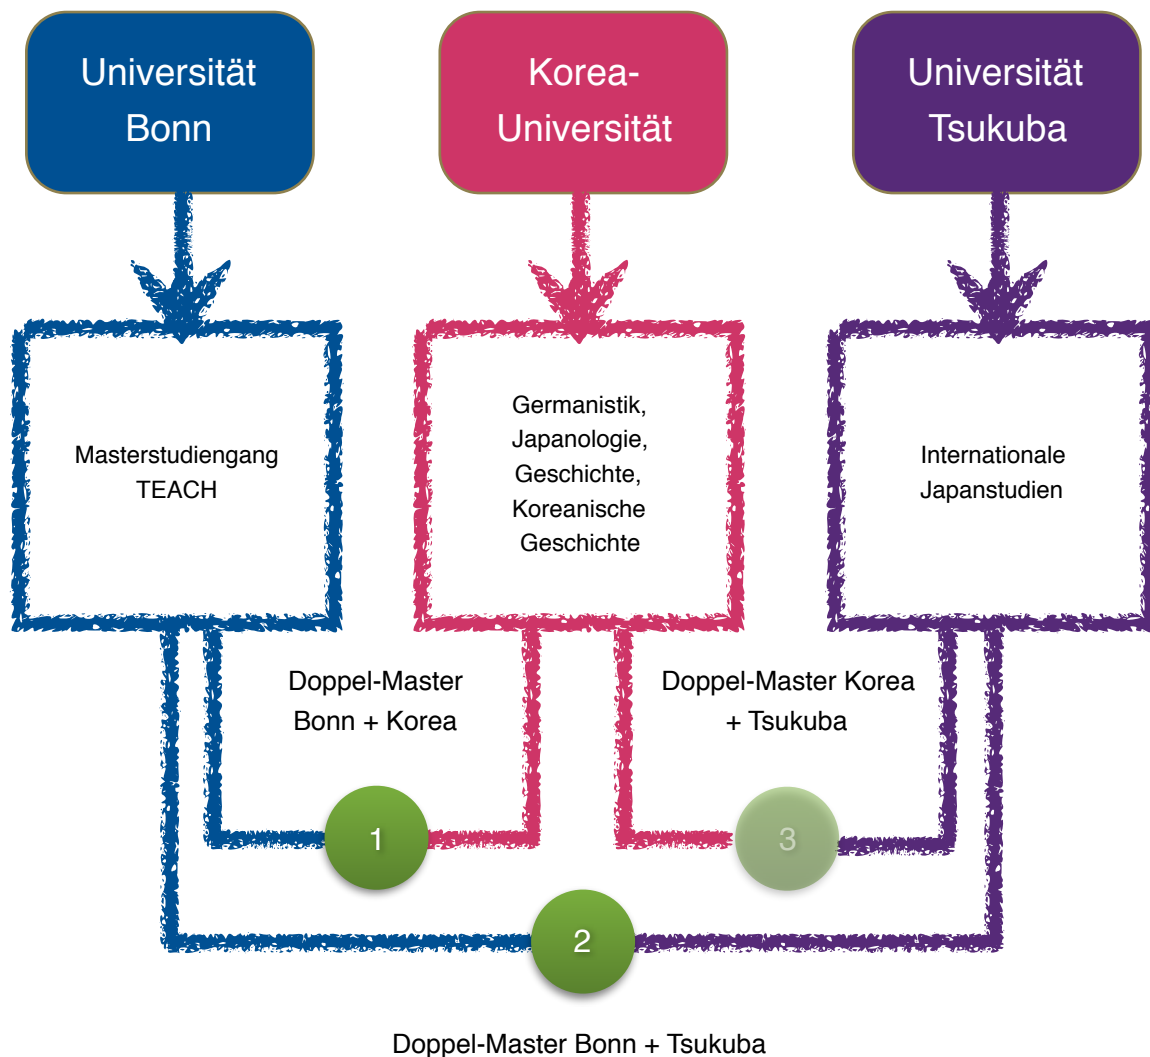 Universität
Bonn
Korea-
Universität
Universität
Tsukuba
Masterstudiengang
TEACH
Germanistik,
Japanologie,
Geschichte,
Koreanische
Geschichte
Internationale
Japanstudien
Doppel-Master
Bonn + Korea
Doppel-Master Korea
+ Tsukuba
1
3
2
Doppel-Master Bonn + Tsukuba